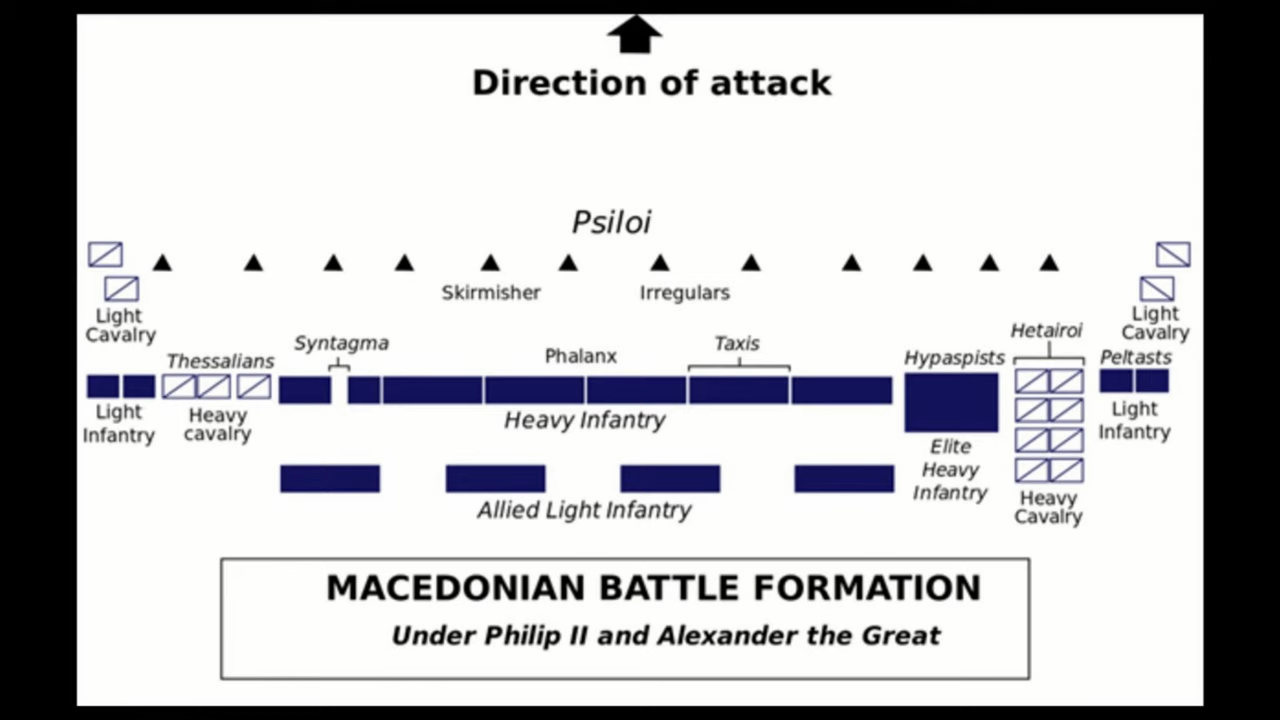 Direction of attack
Psiloi
Skirmisher
Irregulars
Light
Cavalry
Light
Cavalry
Thessalians
Syntagma
Phalanx
Taxis
Hypaspists
Hetairoi
Peltasts
Light
Infantry
Heavy
cavalry
Heavy Infantry
Elite
Heavy
Infantry
Light
Infantry
Heavy
Cavalry
Allied Light Infantry
MACEDONIAN BATTLE FORMATION
Under Philip II and Alexander the Great